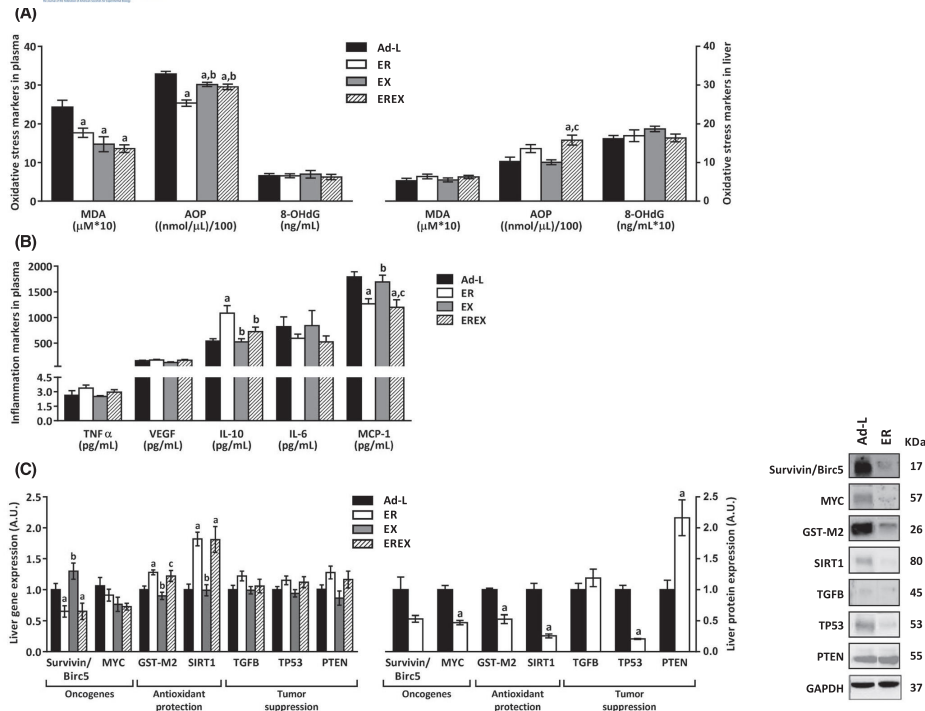 (A)
Oxidative stress markers in plasma
40
30
20
10
0
a
a
a
a
a,b
a,b
MDA
(μM*10)
AOP
((nmol/μL)/100)
8-OHdG
(ng/mL)
Ad-L
ER
EX
EREX
a,c
MDA
(μM*10)
AOP
((nmol/μL)/100)
8-OHdG
(ng/mL*10)
40
30
20
10
0
Oxidative stress markers in liver
(B)
Inflammation markers in plasma
2000
1500
1000
500
4.5
3.0
1.5
0.0
a
b
b
a
b
a,c
TNF α
(pg/mL)
VEGF
(pg/mL)
IL-10
(pg/mL)
IL-6
(pg/mL)
MCP-1
(pg/mL)
Ad-L
ER
EX
EREX
(C)
Liver gene expression (A.U.)
2.5
2.0
1.5
1.0
0.5
0.0
a
b
a
a
b
c
a
b
a
Survivin/
Birc5
MYC
GST-M2
SIRT1
TGFB
TP53
PTEN
Oncogenes
Antioxidant
protection
Tumor
suppression
Ad-L
ER
EX
EREX
a
a
a
a
a
Survivin/
Birc5
MYC
GST-M2
SIRT1
TGFB
TP53
PTEN
Oncogenes
Antioxidant
protection
Tumor
suppression
2.5
2.0
1.5
1.0
0.5
0.0
Liver protein expression (A.U.)
Ad-L ER KDa
Survivin/Birc5 17
MYC 57
GST-M2 26
SIRT1 80
TGFB 45
TP53 53
PTEN 55
GAPDH 37